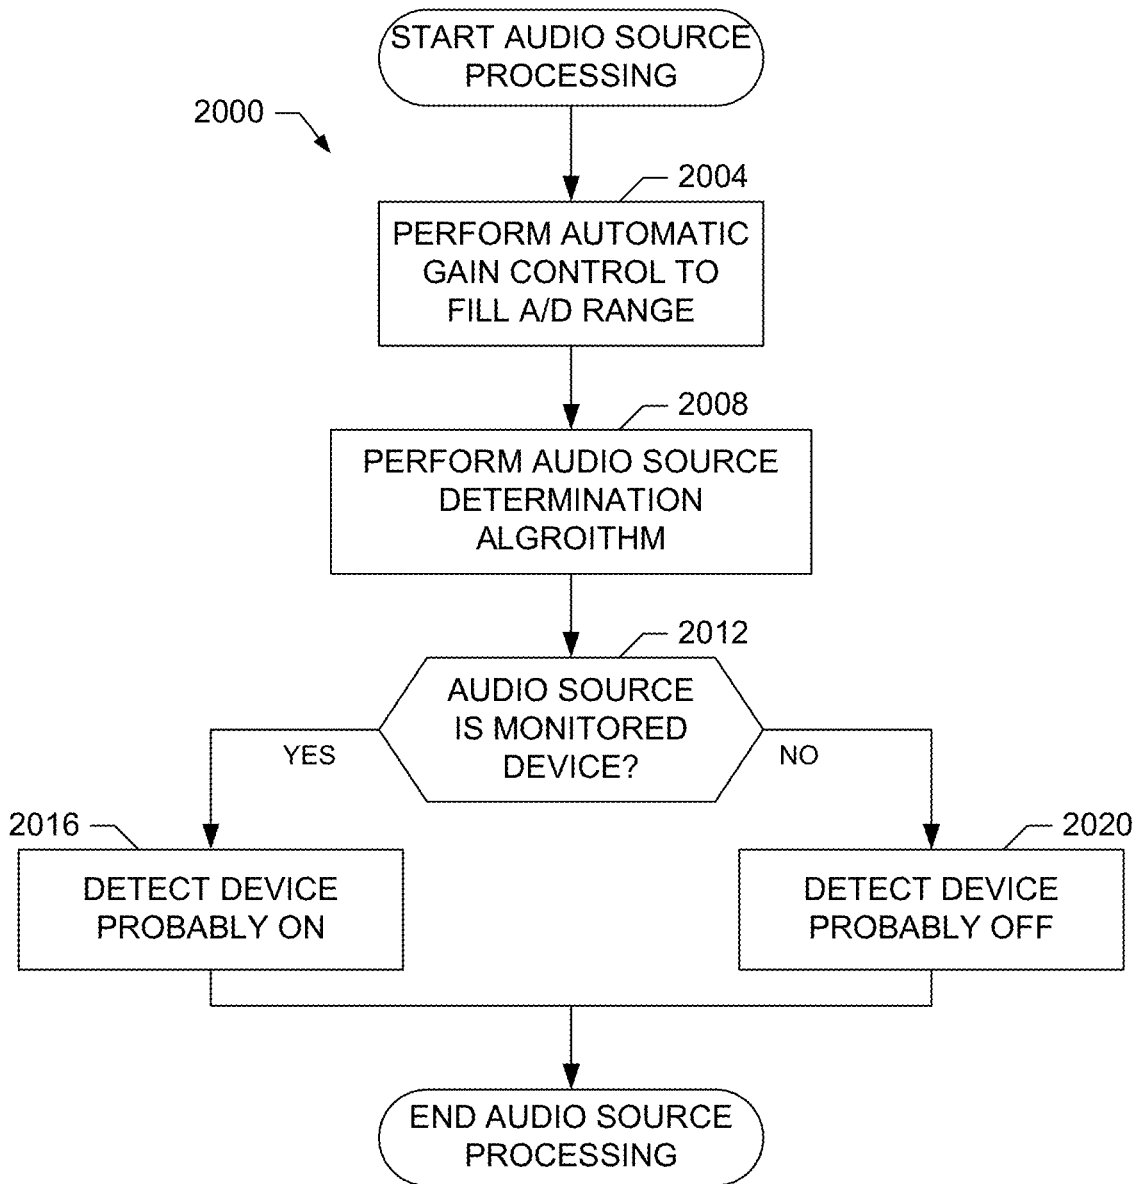 START AUDIO SOURCE
PROCESSING
2000
2004
PERFORM AUTOMATIC
GAIN CONTROL TO
FILL A/D RANGE
2008
PERFORM AUDIO SOURCE
DETERMINATION
ALGROITHM
2012
AUDIO SOURCE
IS MONITORED
DEVICE?
YES
NO
2016
DETECT DEVICE
PROBABLY ON
2020
DETECT DEVICE
PROBABLY OFF
END AUDIO SOURCE
PROCESSING